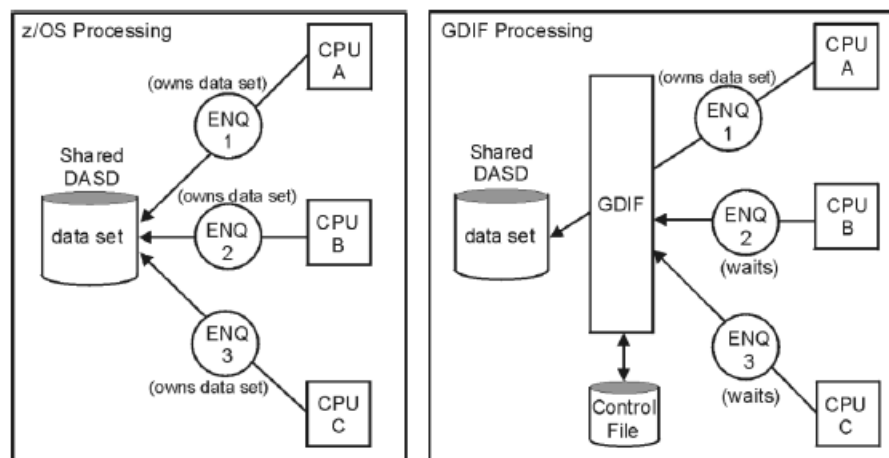 z/OS Processing
CPU
A
(owns data set)
ENQ
1
Shared
DASD
data set
(owns data set)
ENQ
2
CPU
B
ENQ
3
(owns data set)
CPU
C
GDIF Processing
CPU
A
(owns data set)
ENQ
1
Shared
DASD
data set
GDIF
ENQ
2
(waits)
CPU
B
ENQ
3
(waits)
CPU
C
Control
File